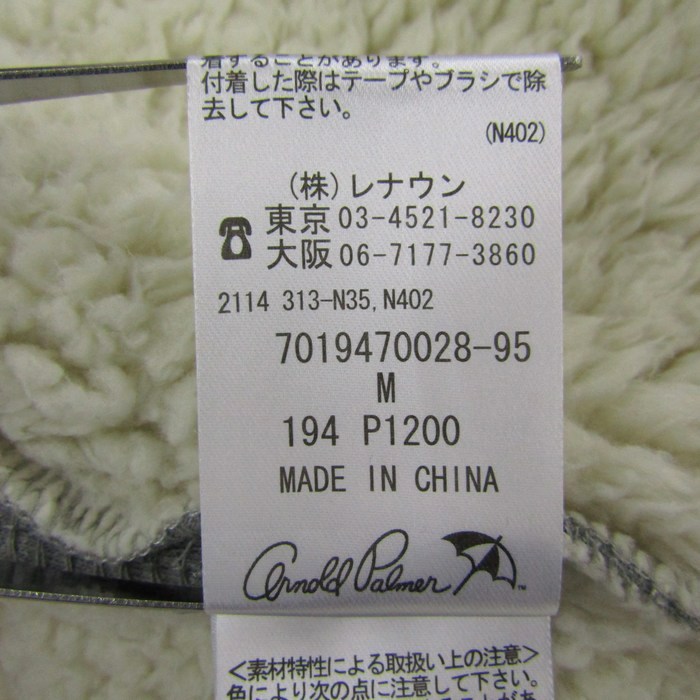 着することがあります。
付着した際はテープやブラシで除
去して下さい。
(N402)
(株)レナウン
東京 03-4521-8230
大阪 06-7177-3860
2114 313-N35,N402
7019470028-95
M
194 P1200
MADE IN CHINA
Arnold Palmer
™
<素材特性による取扱い上の注意>
色により次の点に注意して下さい。